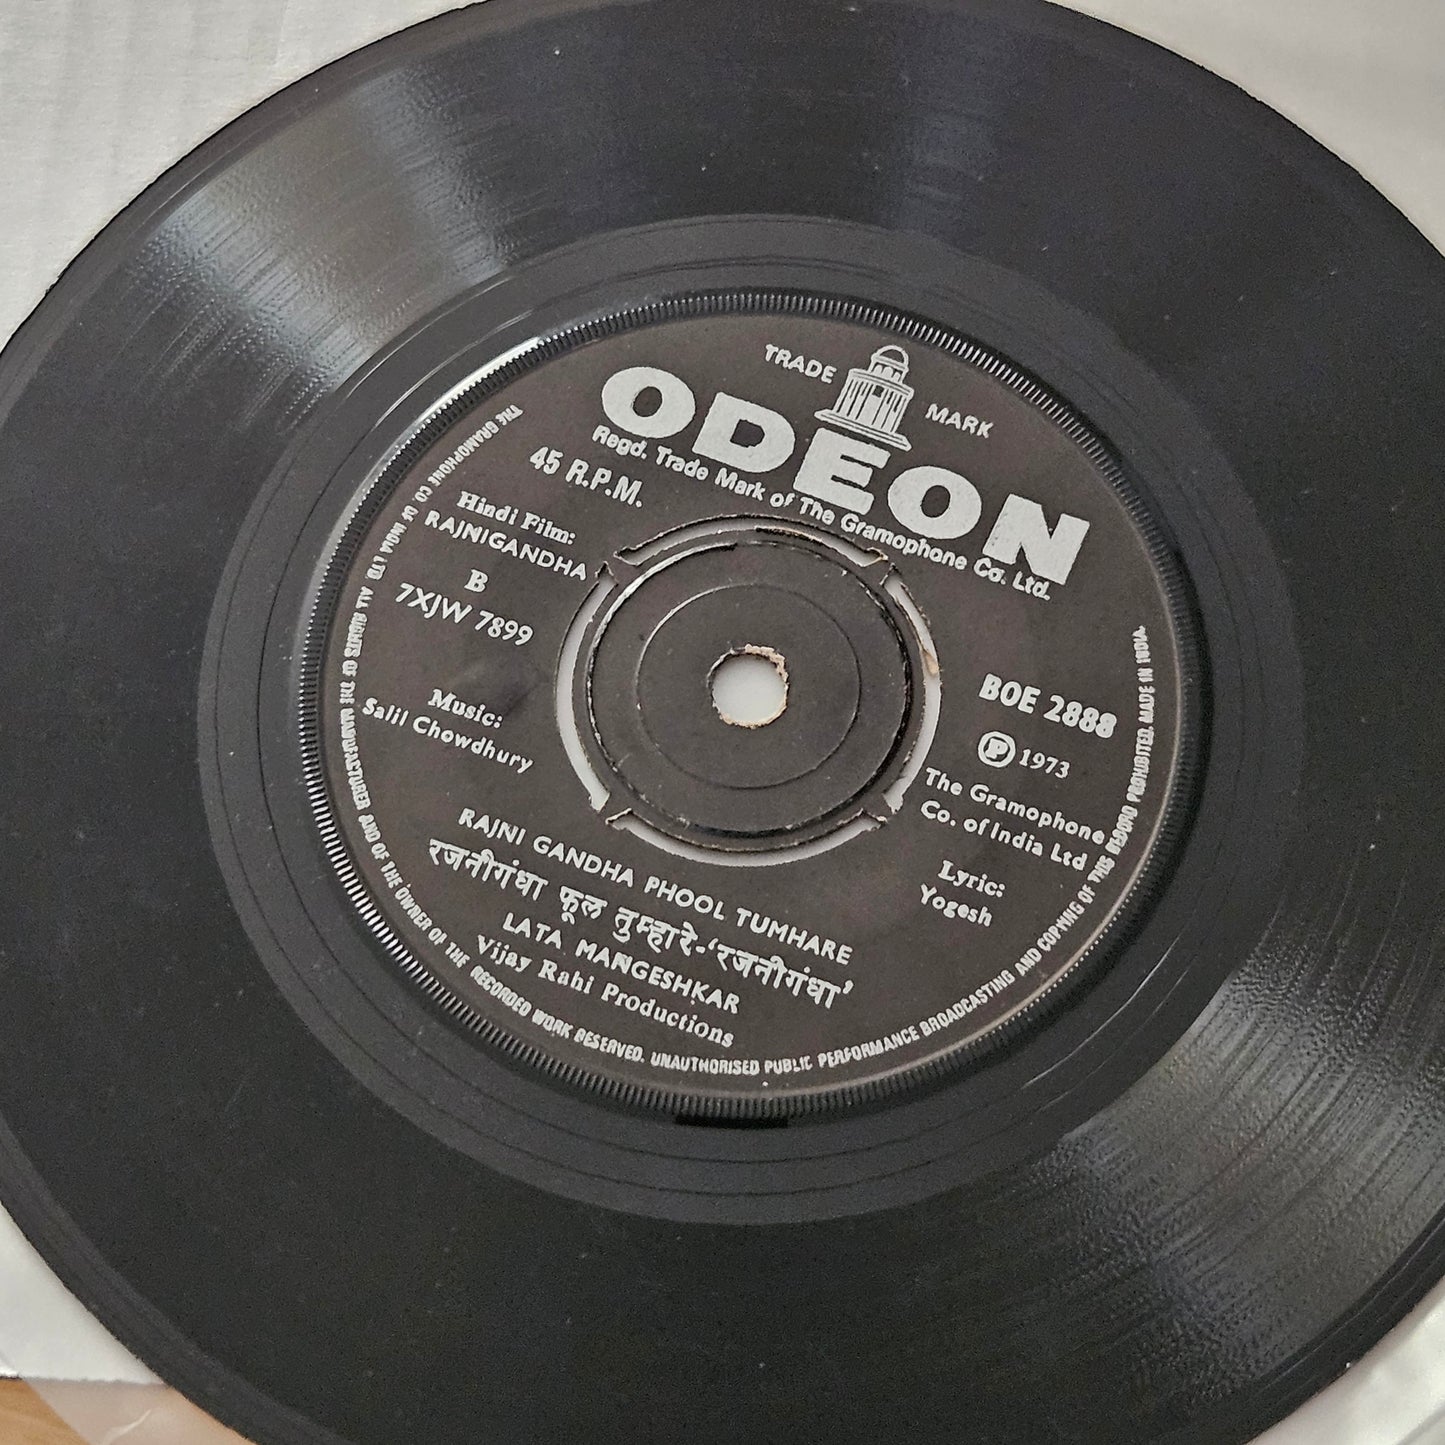 TRADE MARK
ODEON
Regd. Trade Mark of The Gramophone Co. Ltd.
45 R.P.M.
Hindi Film:
RAJNIGANDHA
B
7XJW 7899
BOE 2888
Ⓟ 1973
The Gramophone
Co. of India Ltd
Music:
Salil Chowdhury
Lyric:
Yogesh
RAJNI GANDHA PHOOL TUMHARE
रजनीगंधा फूल तुम्हारे-'रजनीगंधा'
LATA MANGESHKAR
Vijay Rahi Productions
THE GRAMOPHONE CO OF INDIA LTD ALL RIGHTS OF THE MANUFACTURER AND OF THE OWNER OF THE RECORDED WORK RESERVED. UNAUTHORISED PUBLIC PERFORMANCE BROADCASTING AND COPYING OF THIS RECORD PROHIBITED. MADE IN INDIA.